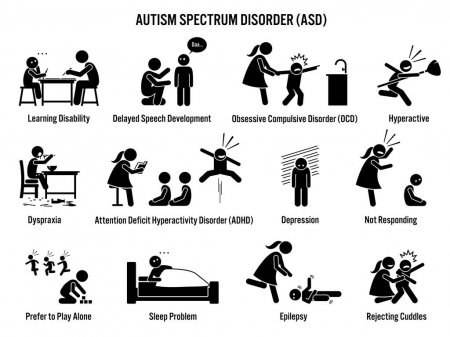 AUTISM SPECTRUM DISORDER (ASD)
Goa...
Learning Disability
Delayed Speech Development
Obsessive Compulsive Disorder (OCD)
Hyperactive
Dyspraxia
Attention Deficit Hyperactivity Disorder (ADHD)
Depression
Not Responding
Prefer to Play Alone
Sleep Problem
Epilepsy
Rejecting Cuddles